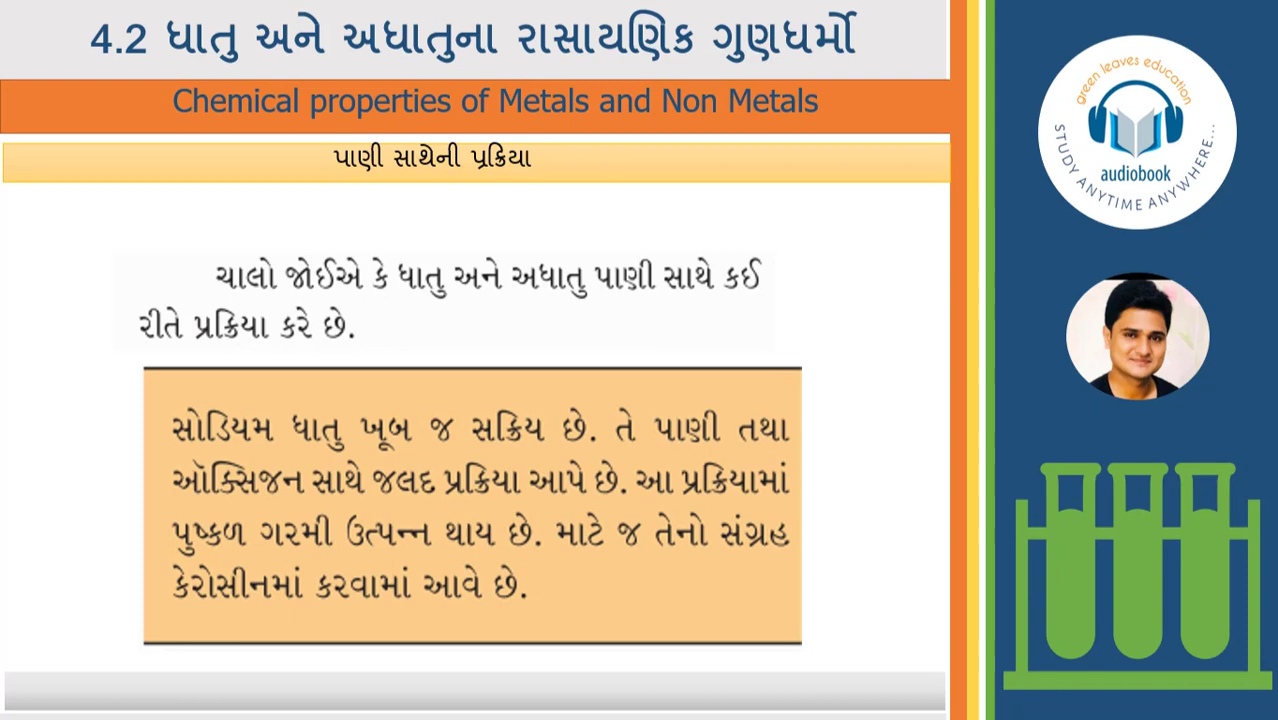 4.2 ધાતુ અને અધાતુના રાસાયણિક ગુણધર્મો
Chemical properties of Metals and Non Metals
પાણી સાથેની પ્રક્રિયા
ચાલો જોઈએ કે ધાતુ અને અધાતુ પાણી સાથે કઈ
રીતે પ્રક્રિયા કરે છે.
સોડિયમ ધાતુ ખૂબ જ સક્રિય છે. તે પાણી તથા
ઑક્સિજન સાથે જલદ પ્રક્રિયા આપે છે. આ પ્રક્રિયામાં
પુષ્કળ ગરમી ઉત્પન્ન થાય છે. માટે જ તેનો સંગ્રહ
કેરોસીનમાં કરવામાં આવે છે.
green leaves education
audiobook
STUDY ANYTIME ANYWHERE...